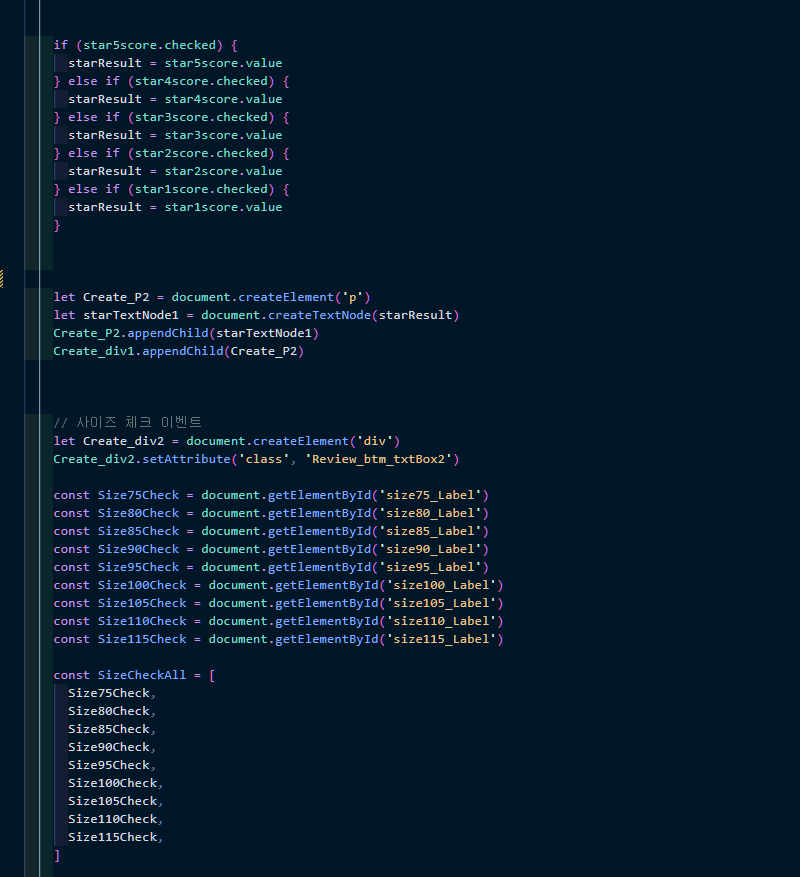 if (star5score.checked) {
starResult = star5score.value
} else if (star4score.checked) {
starResult = star4score.value
} else if (star3score.checked) {
starResult = star3score.value
} else if (star2score.checked) {
starResult = star2score.value
} else if (star1score.checked) {
starResult = star1score.value
}
let Create_P2 = document.createElement('p')
let starTextNode1 = document.createTextNode(starResult)
Create_P2.appendChild(starTextNode1)
Create_div1.appendChild(Create_P2)
// 사이즈 체크 이벤트
let Create_div2 = document.createElement('div')
Create_div2.setAttribute('class', 'Review_btm_txtBox2')
const Size75Check = document.getElementById('size75_Label')
const Size80Check = document.getElementById('size80_Label')
const Size85Check = document.getElementById('size85_Label')
const Size90Check = document.getElementById('size90_Label')
const Size95Check = document.getElementById('size95_Label')
const Size100Check = document.getElementById('size100_Label')
const Size105Check = document.getElementById('size105_Label')
const Size110Check = document.getElementById('size110_Label')
const Size115Check = document.getElementById('size115_Label')
const SizeCheckAll = [
Size75Check,
Size80Check,
Size85Check,
Size90Check,
Size95Check,
Size100Check,
Size105Check,
Size110Check,
Size115Check,
]